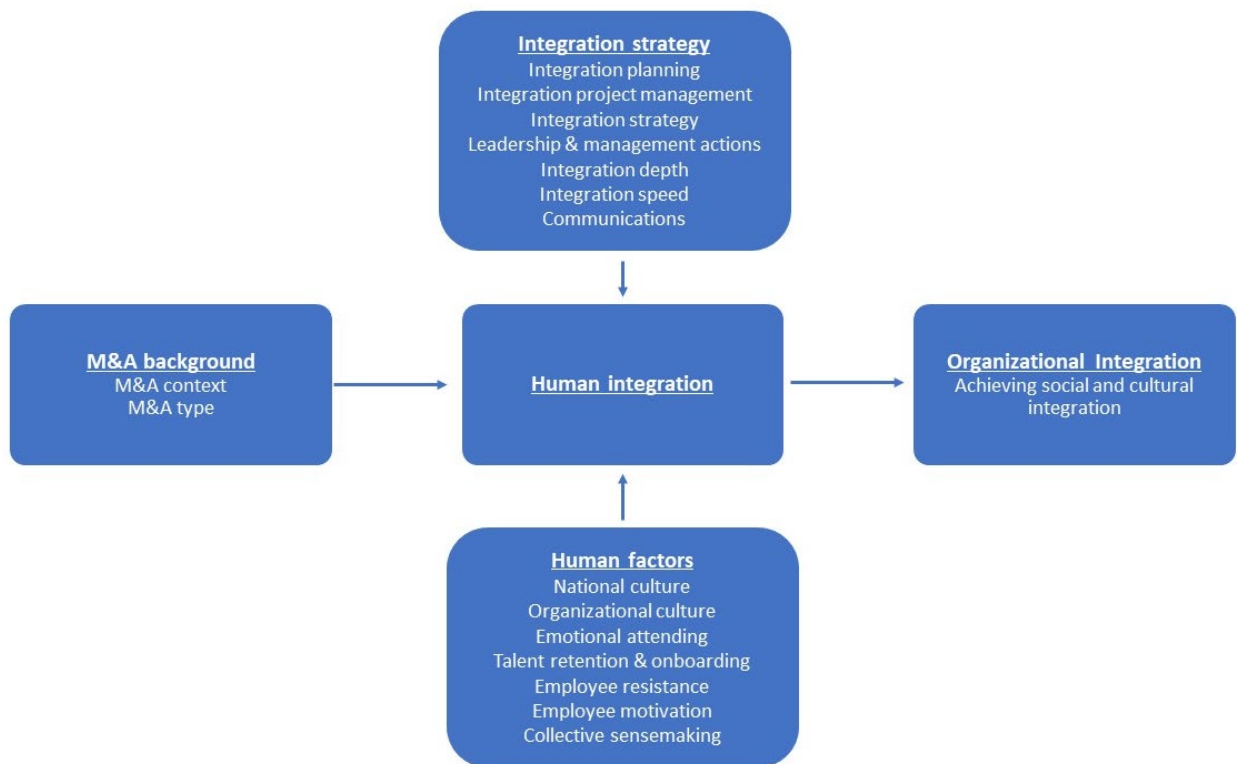 Integration strategy
Integration planning
Integration project management
Integration strategy
Leadership & management actions
Integration depth
Integration speed
Communications
M&A background
M&A context
M&A type
Human integration
Organizational Integration
Achieving social and cultural
integration
Human factors
National culture
Organizational culture
Emotional attending
Talent retention & onboarding
Employee resistance
Employee motivation
Collective sensemaking